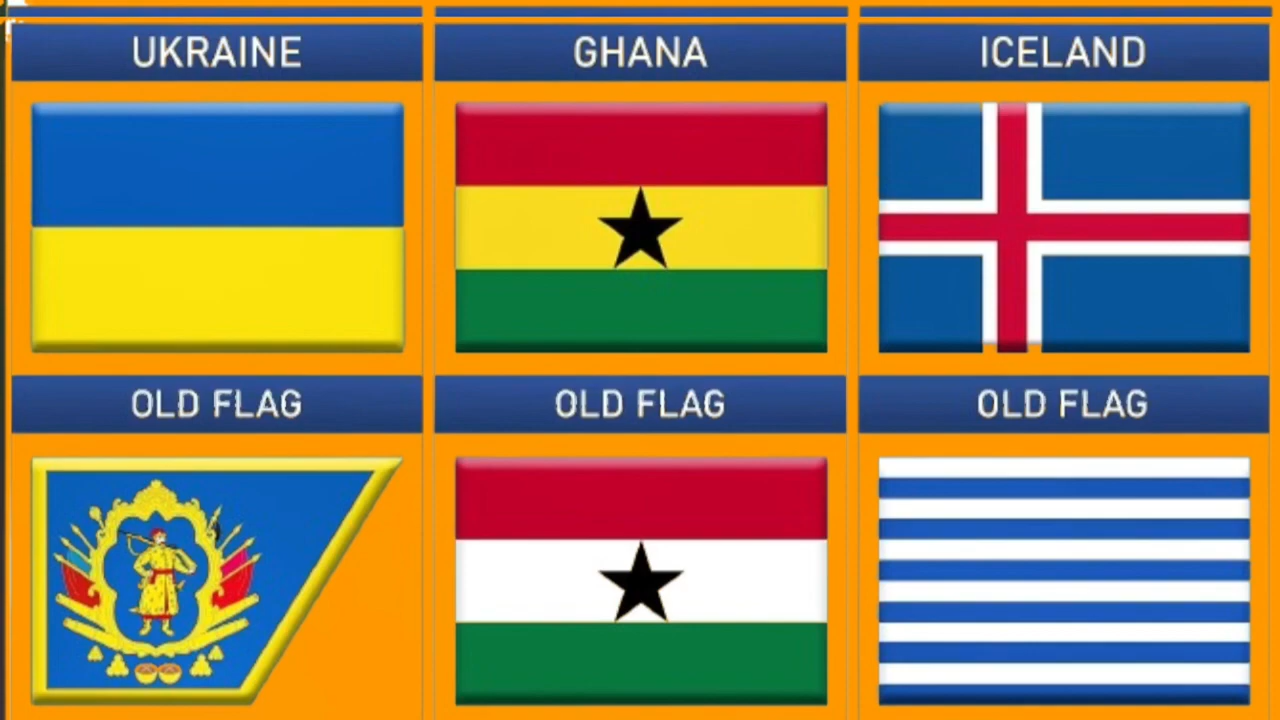 UKRAINE
GHANA
ICELAND
OLD FLAG
OLD FLAG
OLD FLAG